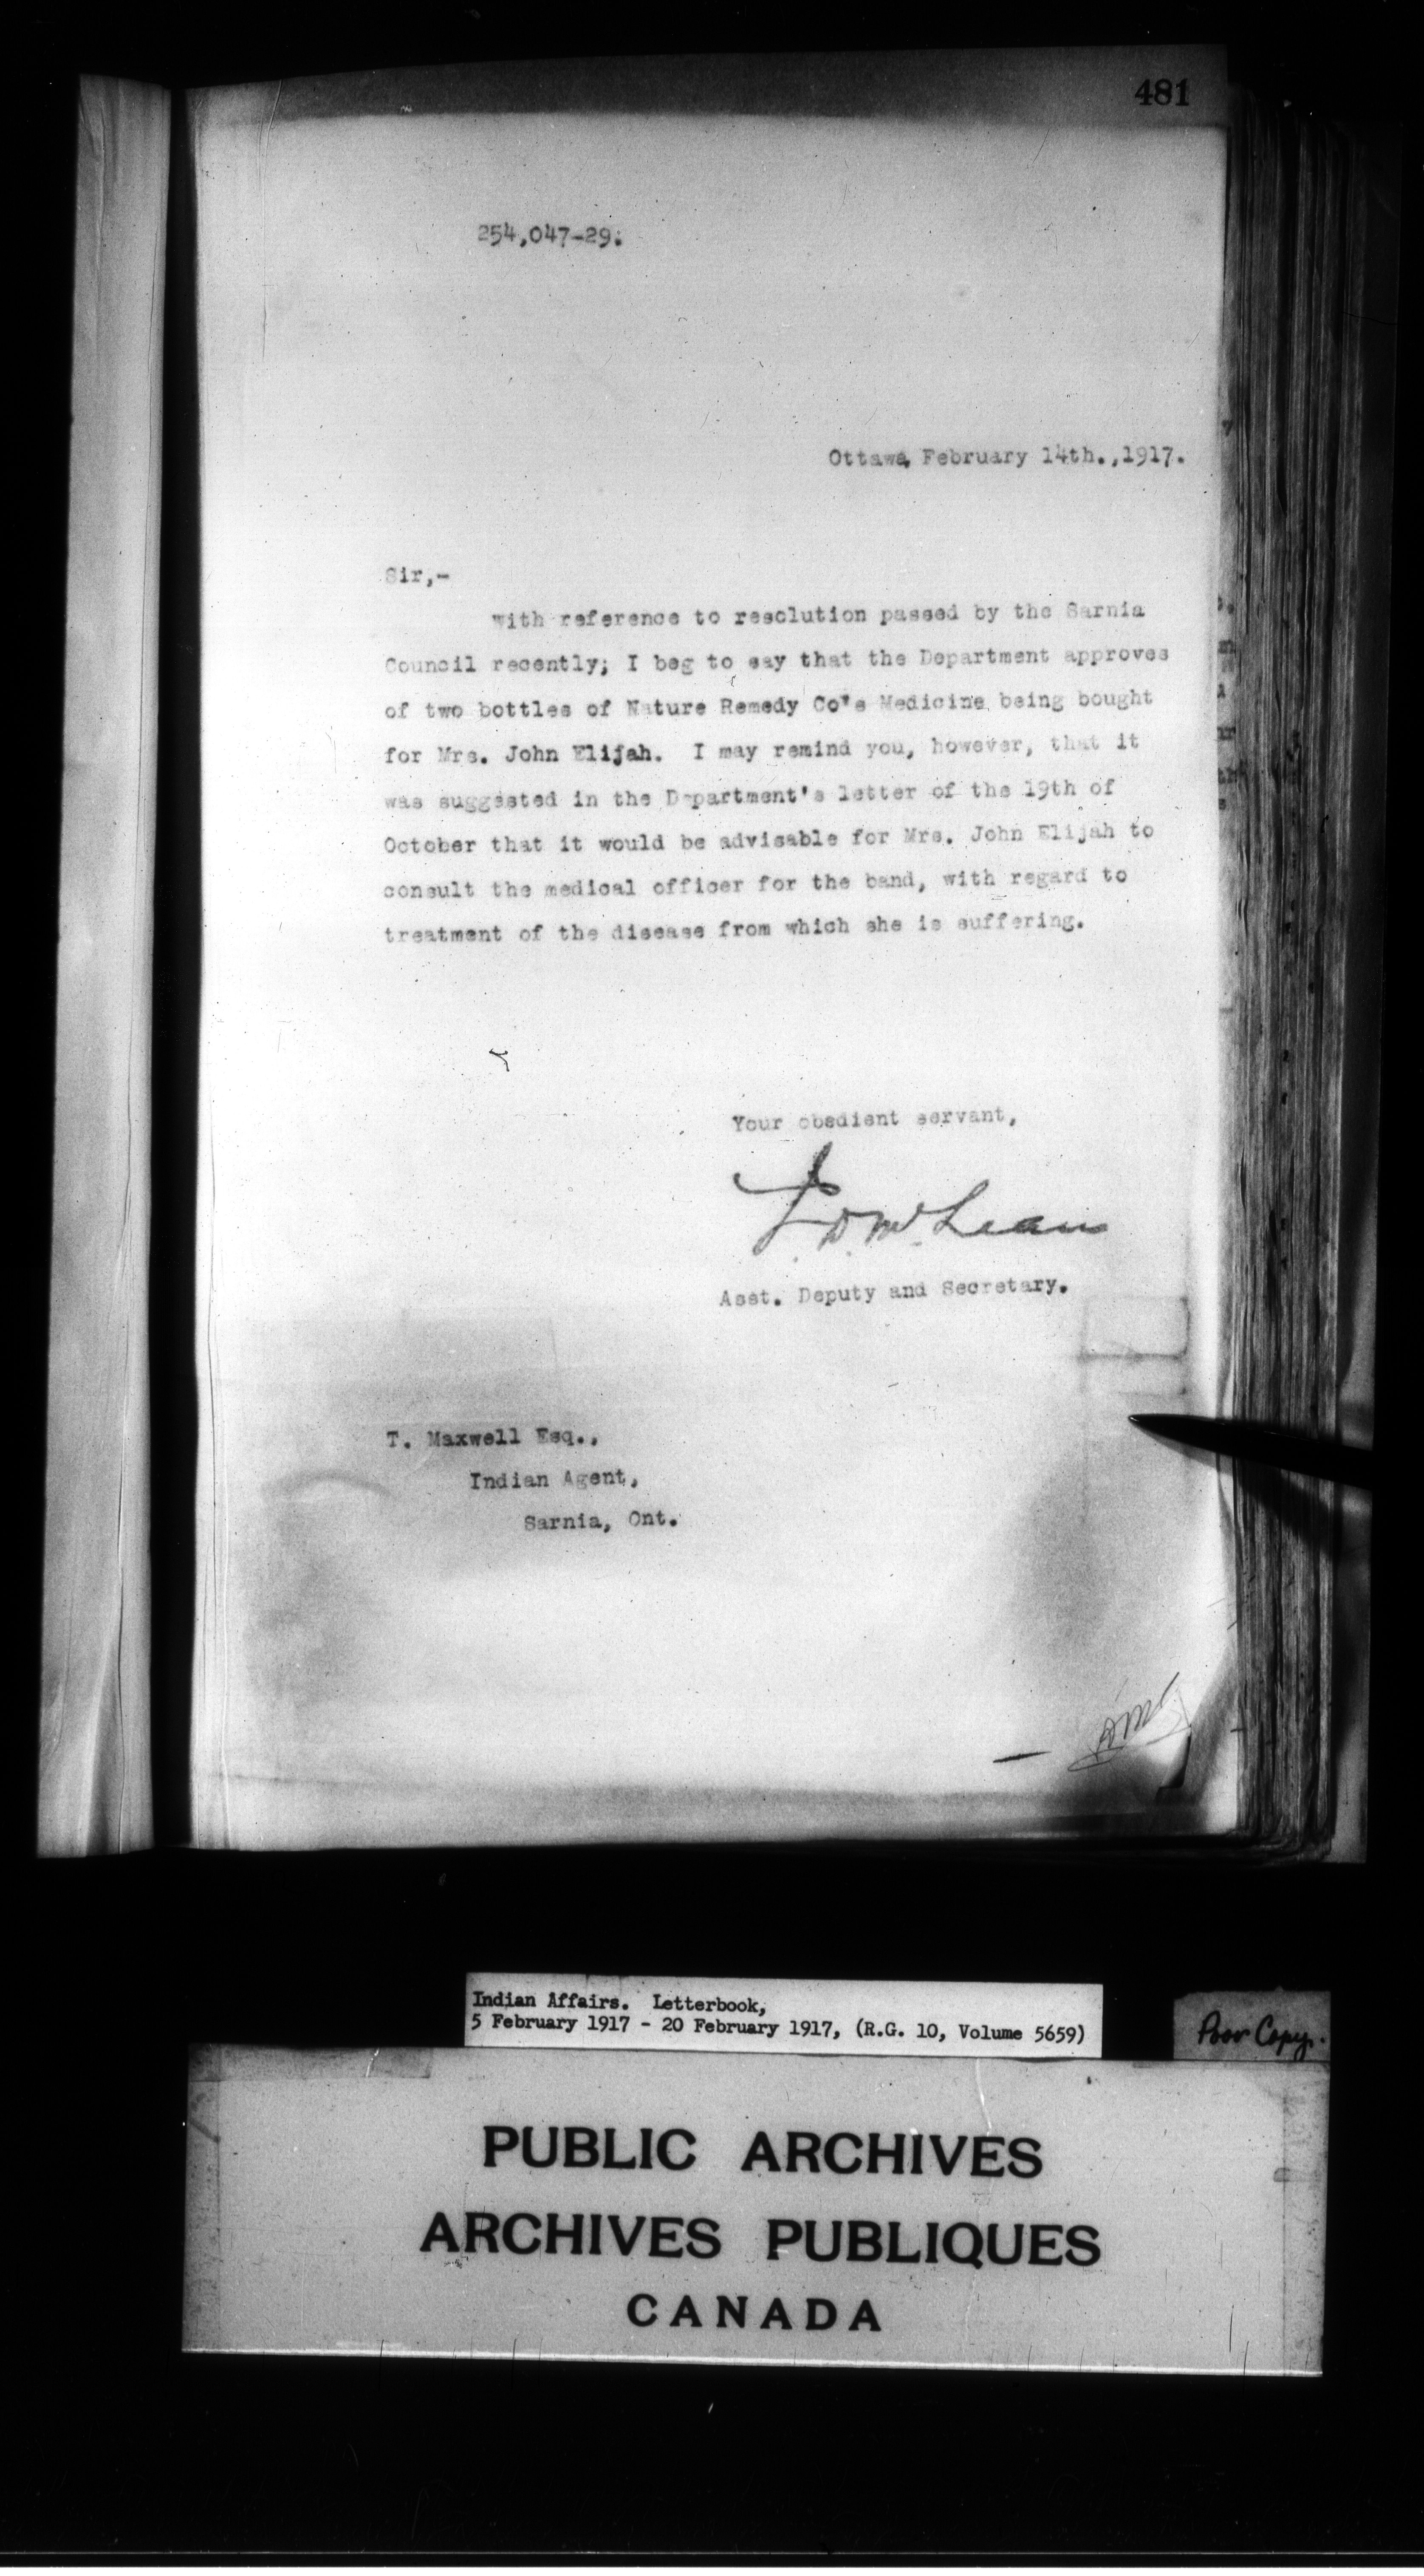 481
254,047-29.
Ottawa, February 14th.,1917.
Sir,-
With reference to resolution passed by the Sarnia
Council recently; I beg to say that the Department approves
of two bottles of Nature Remedy Co's Medicine being bought
for Mrs. John Elijah. I may remind you, however, that it
was suggested in the Department's letter of the 19th of
October that it would be advisable for Mrs. John Elijah to
consult the medical officer for the band, with regard to
treatment of the disease from which she is suffering.
Your obedient servant,
J. D. McLean
Asst. Deputy and Secretary.
T. Maxwell Esq.,
Indian Agent,
Sarnia, Ont.
Indian Affairs. Letterbook,
5 February 1917 - 20 February 1917, (R.G. 10, Volume 5659)
Poor Copy.
PUBLIC ARCHIVES
ARCHIVES PUBLIQUES
CANADA